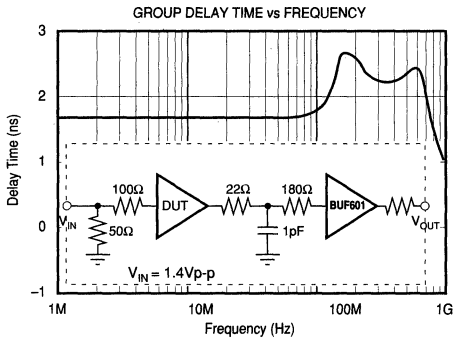 GROUP DELAY TIME vs FREQUENCY
3
2
1
0
−1
Delay Time (ns)
100Ω
DUT
22Ω
180Ω
BUF601
V_IN
50Ω
1pF
V_OUT
V_IN = 1.4Vp-p
1M
10M
100M
1G
Frequency (Hz)